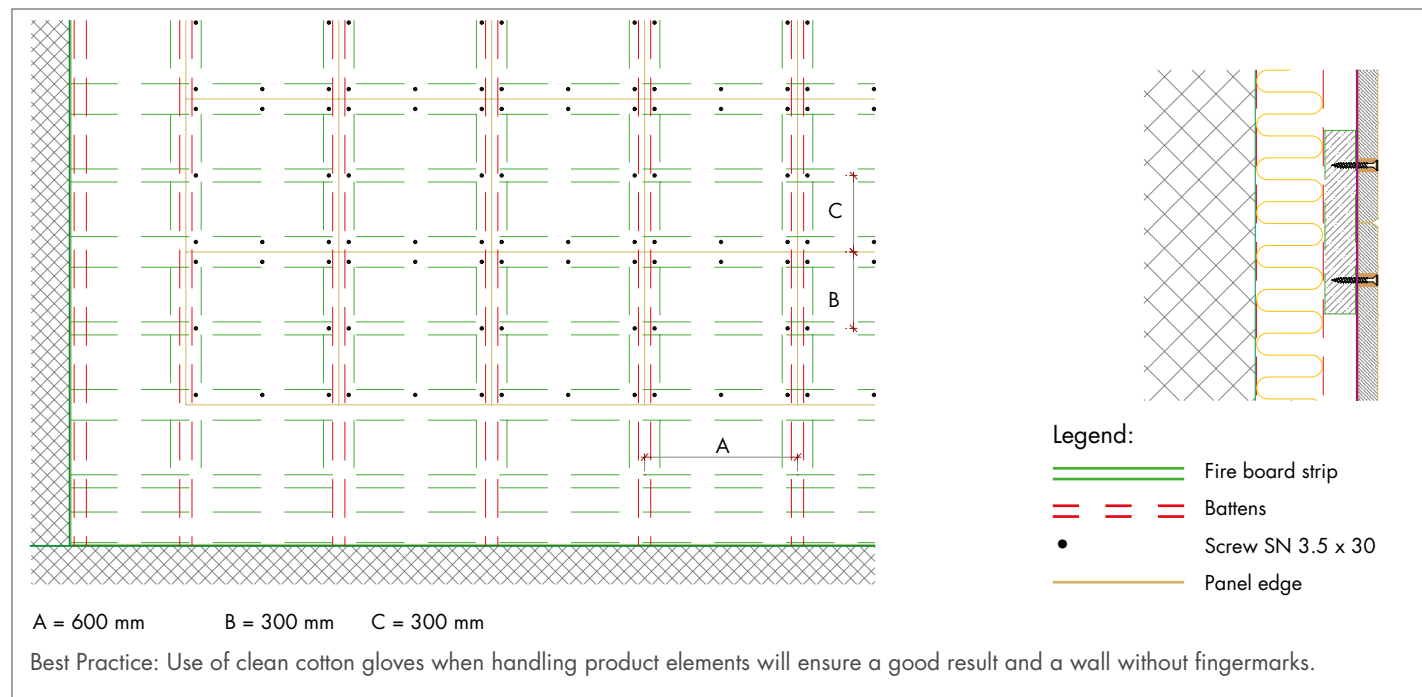 C
B
A
Legend:
Fire board strip
Battens
Screw SN 3.5 x 30
Panel edge
A = 600 mm B = 300 mm C = 300 mm
Best Practice: Use of clean cotton gloves when handling product elements will ensure a good result and a wall without fingermarks.